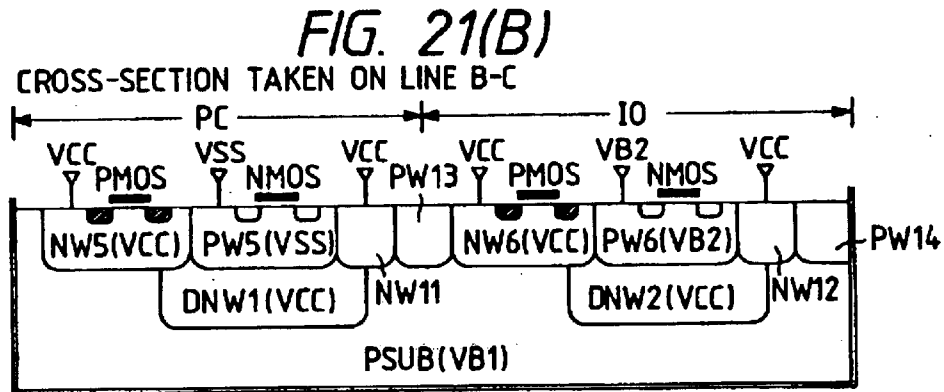 FIG. 21(B)
CROSS-SECTION TAKEN ON LINE B-C
PC IO
VCC VSS VCC PW13 VCC VB2 VCC
PMOS NMOS PMOS NMOS
NW5(VCC) PW5(VSS) NW6(VCC) PW6(VB2) PW14
DNW1(VCC) NW11 DNW2(VCC) NW12
PSUB(VB1)